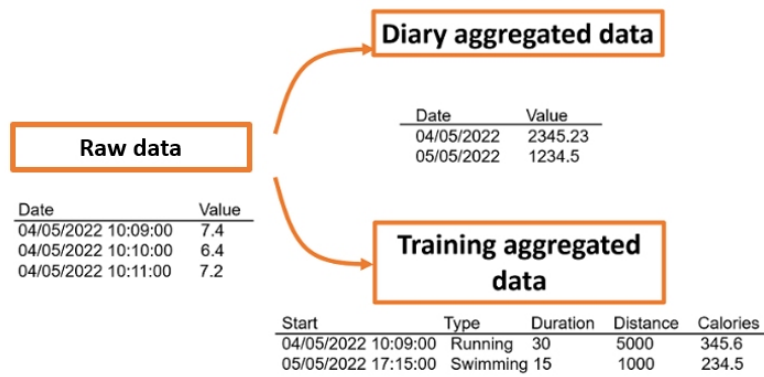 Diary aggregated data
Date Value
04/05/2022 2345.23
05/05/2022 1234.5
Raw data
Date Value
04/05/2022 10:09:00 7.4
04/05/2022 10:10:00 6.4
04/05/2022 10:11:00 7.2
Training aggregated
data
Start Type Duration Distance Calories
04/05/2022 10:09:00 Running 30 5000 345.6
05/05/2022 17:15:00 Swimming 15 1000 234.5